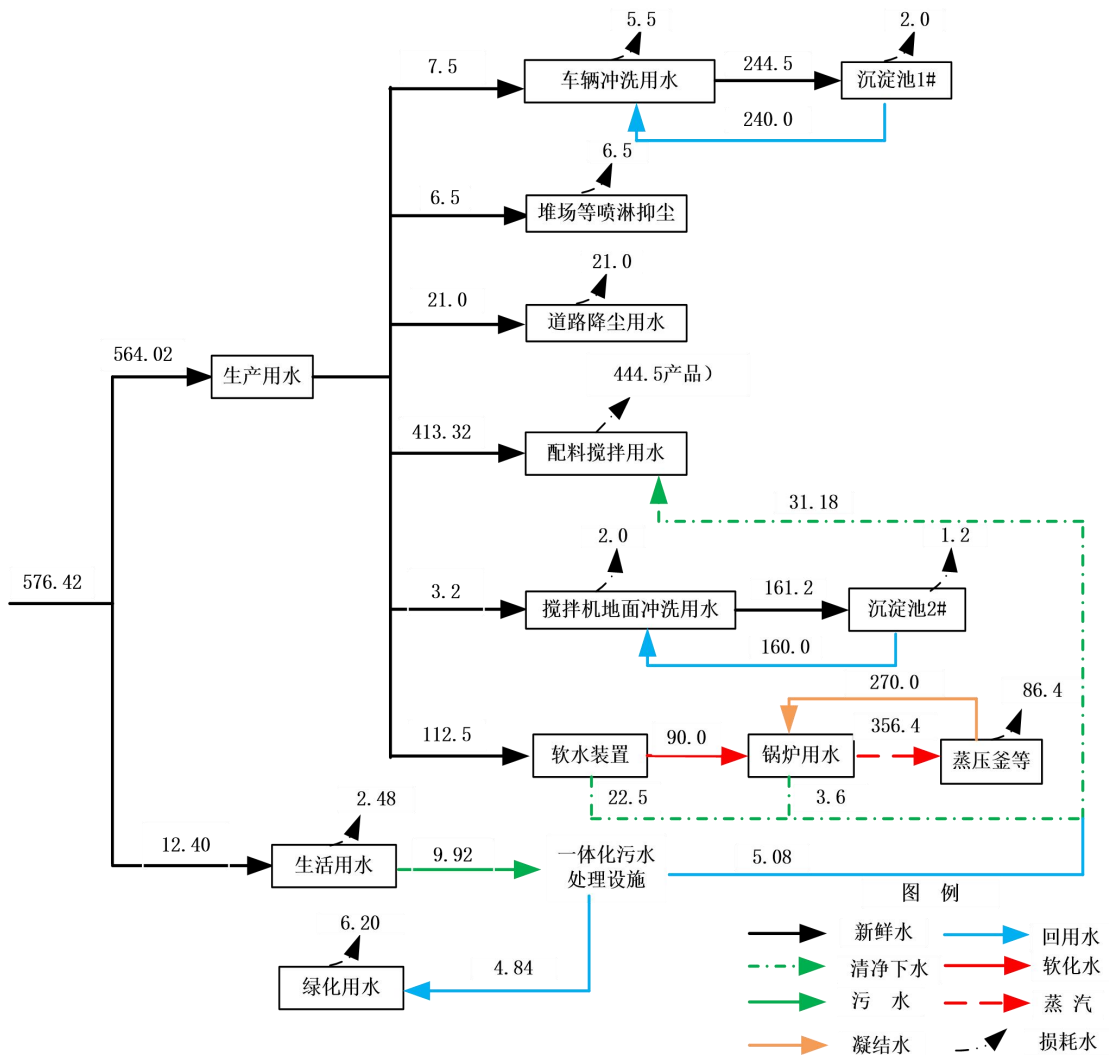 5.5
2.0
7.5
车辆冲洗用水
244.5
沉淀池1#
240.0
6.5
6.5
堆场等喷淋抑尘
21.0
21.0
道路降尘用水
564.02
生产用水
444.5产品）
413.32
配料搅拌用水
31.18
2.0
1.2
576.42
3.2
搅拌机地面冲洗用水
161.2
沉淀池2#
160.0
270.0
86.4
112.5
软水装置
90.0
锅炉用水
356.4
蒸压釜等
22.5
3.6
2.48
12.40
生活用水
9.92
一体化污水
处理设施
5.08
图 例
6.20
4.84
绿化用水
新鲜水
回用水
清净下水
软化水
污 水
蒸 汽
凝结水
损耗水